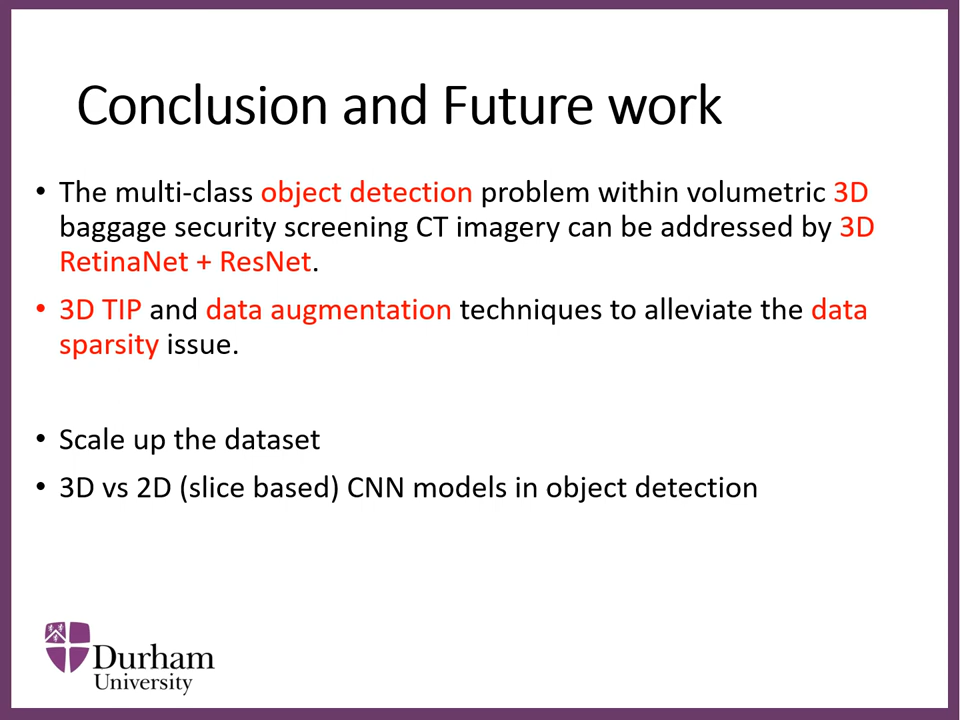 Conclusion and Future work
• The multi-class object detection problem within volumetric 3D
baggage security screening CT imagery can be addressed by 3D
RetinaNet + ResNet.
• 3D TIP and data augmentation techniques to alleviate the data
sparsity issue.
• Scale up the dataset
• 3D vs 2D (slice based) CNN models in object detection
Durham
University